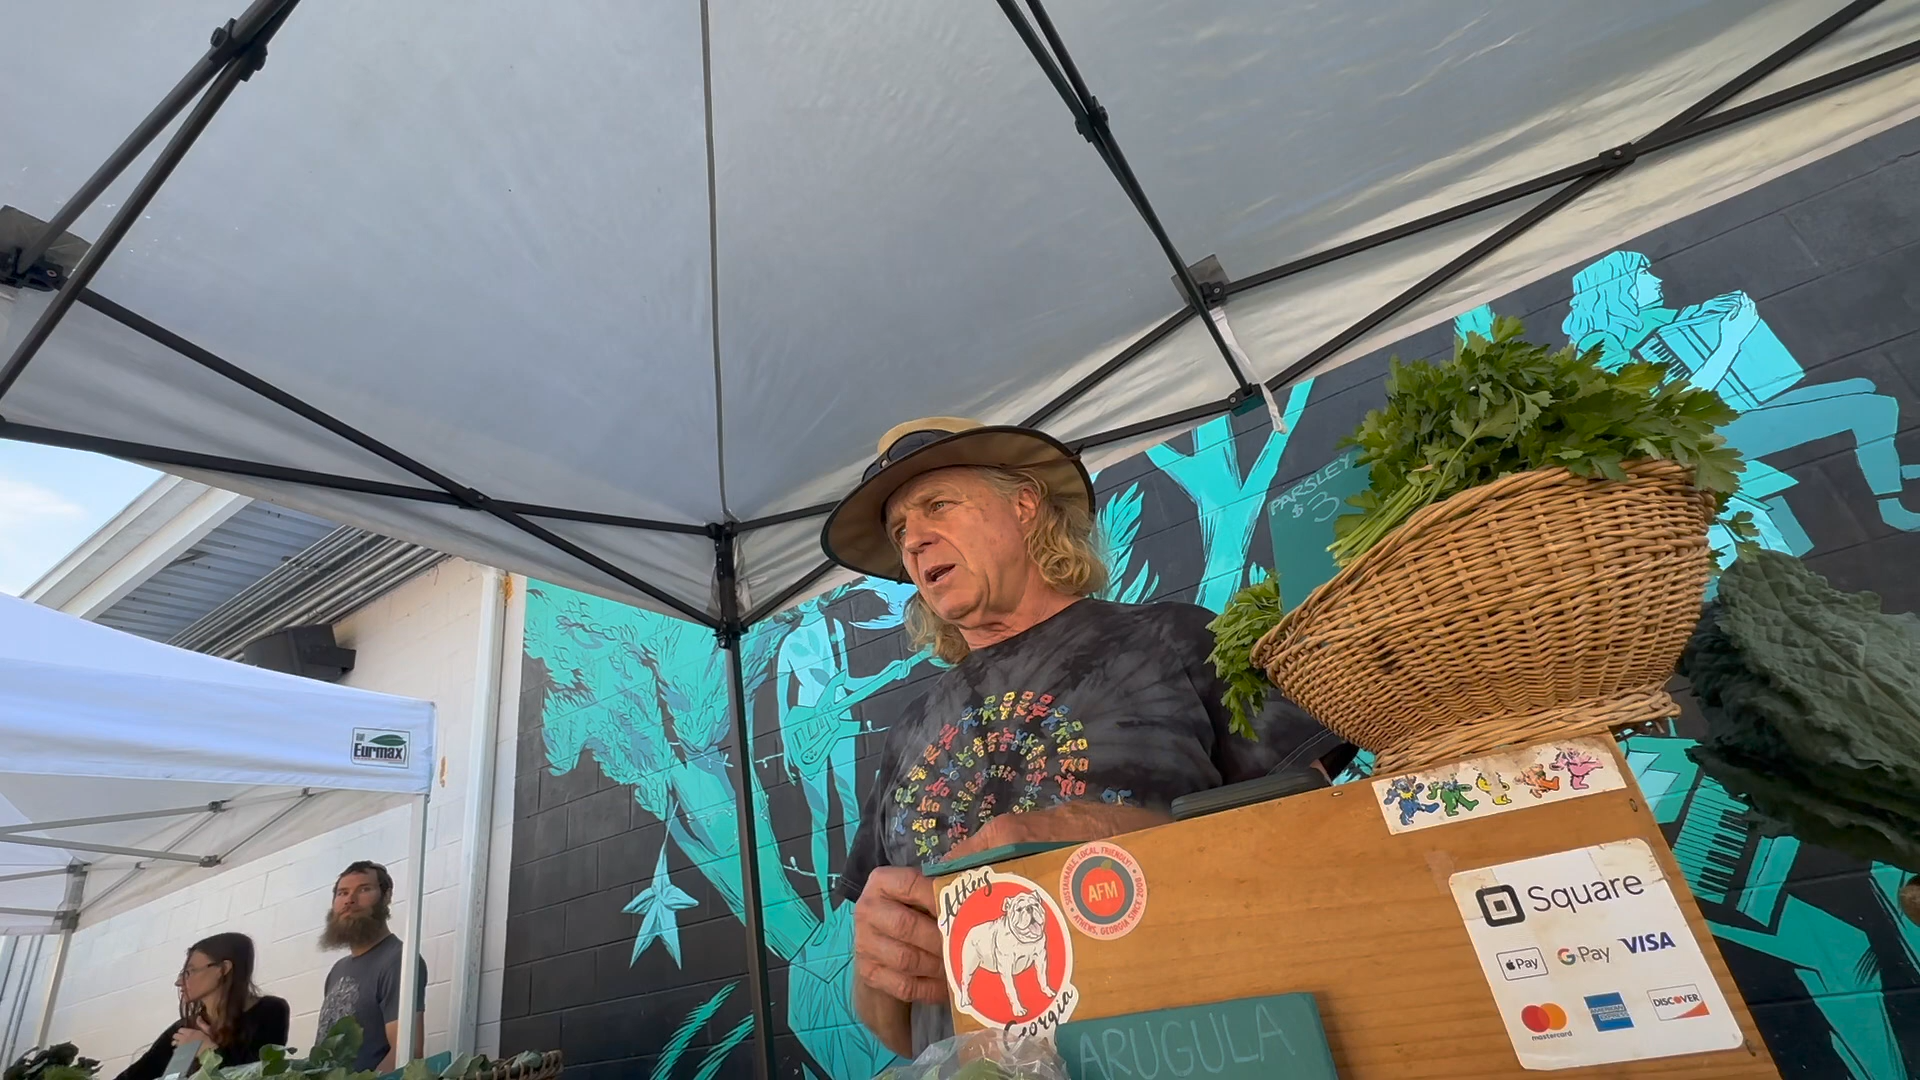 PARSLEY
$3
Eurmax
Athens
Georgia
SUSTAINABLE, LOCAL, FRIENDLY!
AFM
ATHENS, GEORGIA SINCE 2008
Square
Pay
G Pay
VISA
mastercard
AMERICAN EXPRESS
DISCOVER
ARUGULA